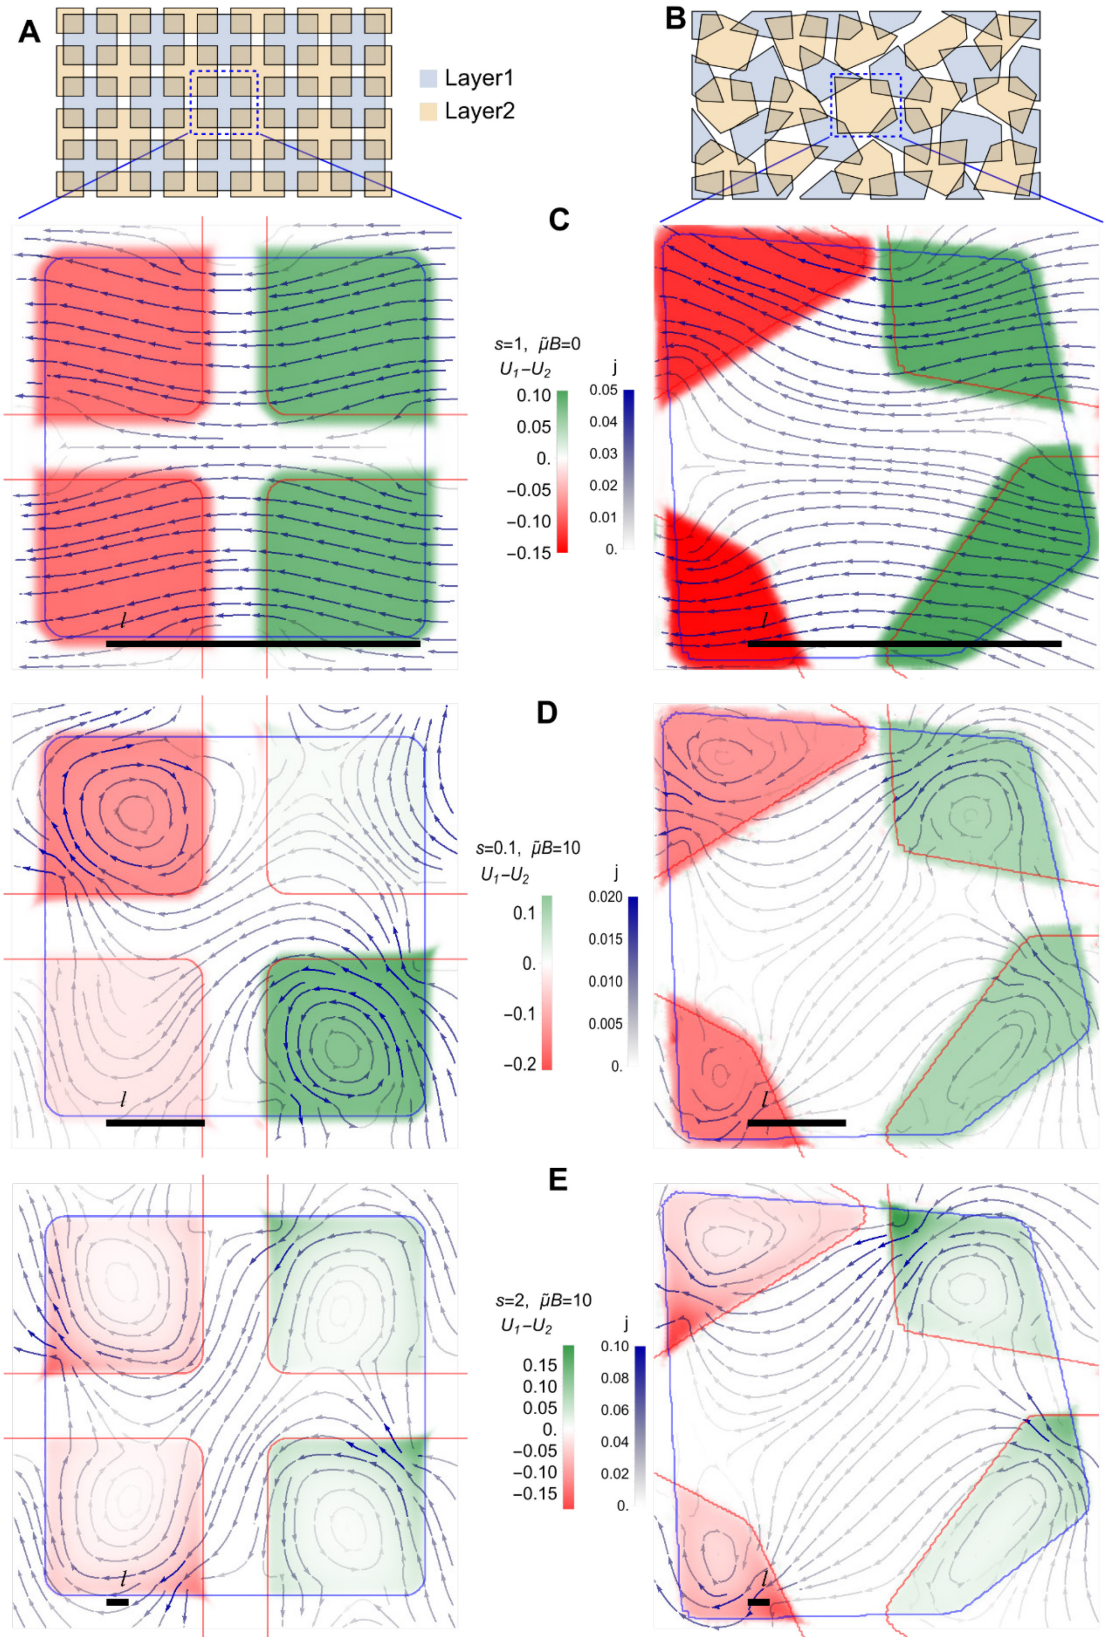 A
B
Layer1
Layer2
C
s=1, μ̃B=0
U₁−U₂ j
0.10
0.05
0.
−0.05
−0.10
−0.15
0.05
0.04
0.03
0.02
0.01
0.
l
l
D
s=0.1, μ̃B=10
U₁−U₂ j
0.1
0.
−0.1
−0.2
0.020
0.015
0.010
0.005
0.
l
l
E
s=2, μ̃B=10
U₁−U₂ j
0.15
0.10
0.05
0.
−0.05
−0.10
−0.15
0.10
0.08
0.06
0.04
0.02
0.
l
l